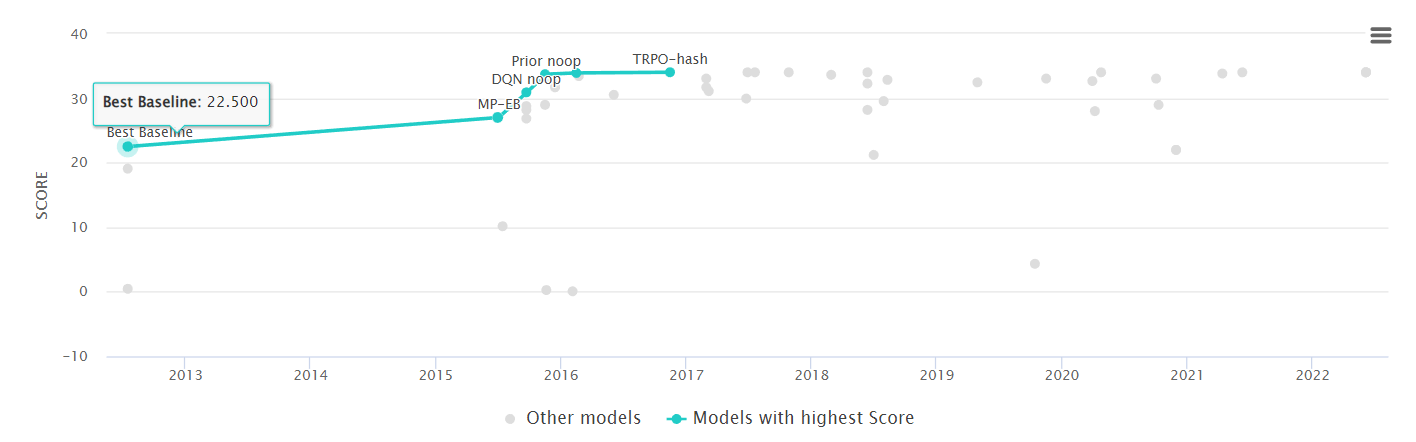 40
TRPO-hash
Prior noop
DQN noop
Best Baseline: 22.500
30
MP-EB
Best Baseline
20
SCORE
10
0
-10
2013 2014 2015 2016 2017 2018 2019 2020 2021 2022
Other models Models with highest Score